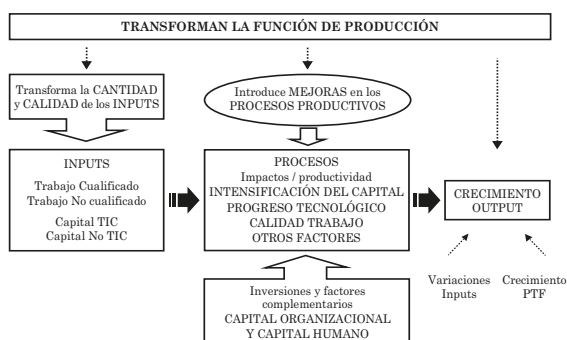 TRANSFORMAN LA FUNCIÓN DE PRODUCCIÓN
Transforma la CANTIDAD
y CALIDAD de los INPUTS
Introduce MEJORAS en los
PROCESOS PRODUCTIVOS
INPUTS
Trabajo Cualificado
Trabajo No cualificado
Capital TIC
Capital No TIC
PROCESOS
Impactos / productividad
INTENSIFICACIÓN DEL CAPITAL
PROGRESO TECNOLÓGICO
CALIDAD TRABAJO
OTROS FACTORES
CRECIMIENTO
OUTPUT
Variaciones
Inputs
Crecimiento
PTF
Inversiones y factores
complementarios
CAPITAL ORGANIZACIONAL
Y CAPITAL HUMANO